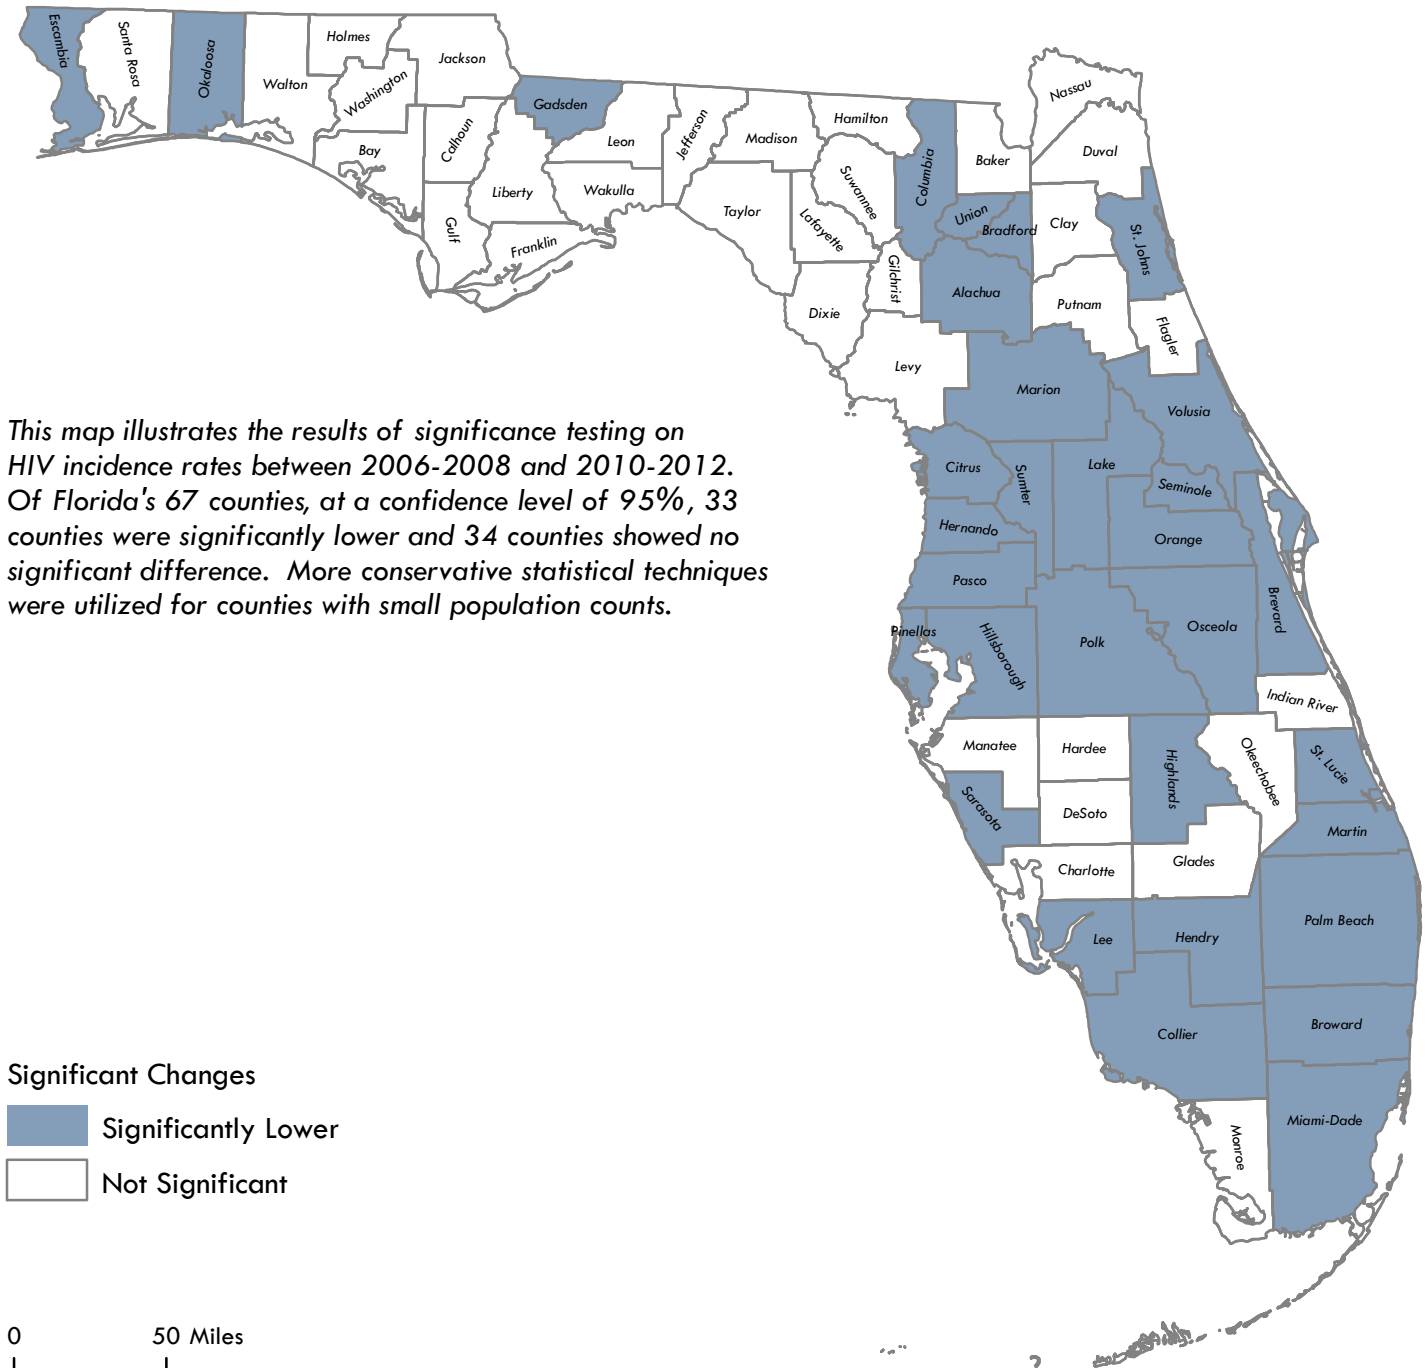 Escambia
Santa Rosa
Okaloosa
Walton
Holmes
Washington
Jackson
Bay
Calhoun
Gulf
Gadsden
Liberty
Franklin
Leon
Wakulla
Jefferson
Madison
Taylor
Hamilton
Suwannee
Lafayette
Dixie
Columbia
Gilchrist
Baker
Union
Bradford
Alachua
Levy
Nassau
Duval
Clay
St. Johns
Putnam
Flagler
Marion
Volusia
This map illustrates the results of significance testing on
HIV incidence rates between 2006-2008 and 2010-2012.
Of Florida's 67 counties, at a confidence level of 95%, 33
counties were significantly lower and 34 counties showed no
significant difference. More conservative statistical techniques
were utilized for counties with small population counts.
Citrus
Sumter
Lake
Seminole
Hernando
Orange
Pasco
Brevard
Pinellas
Hillsborough
Polk
Osceola
Indian River
Manatee
Hardee
Highlands
Okeechobee
St. Lucie
Sarasota
DeSoto
Martin
Charlotte
Glades
Lee
Hendry
Palm Beach
Collier
Broward
Miami-Dade
Monroe
Significant Changes
Significantly Lower
Not Significant
0 50 Miles